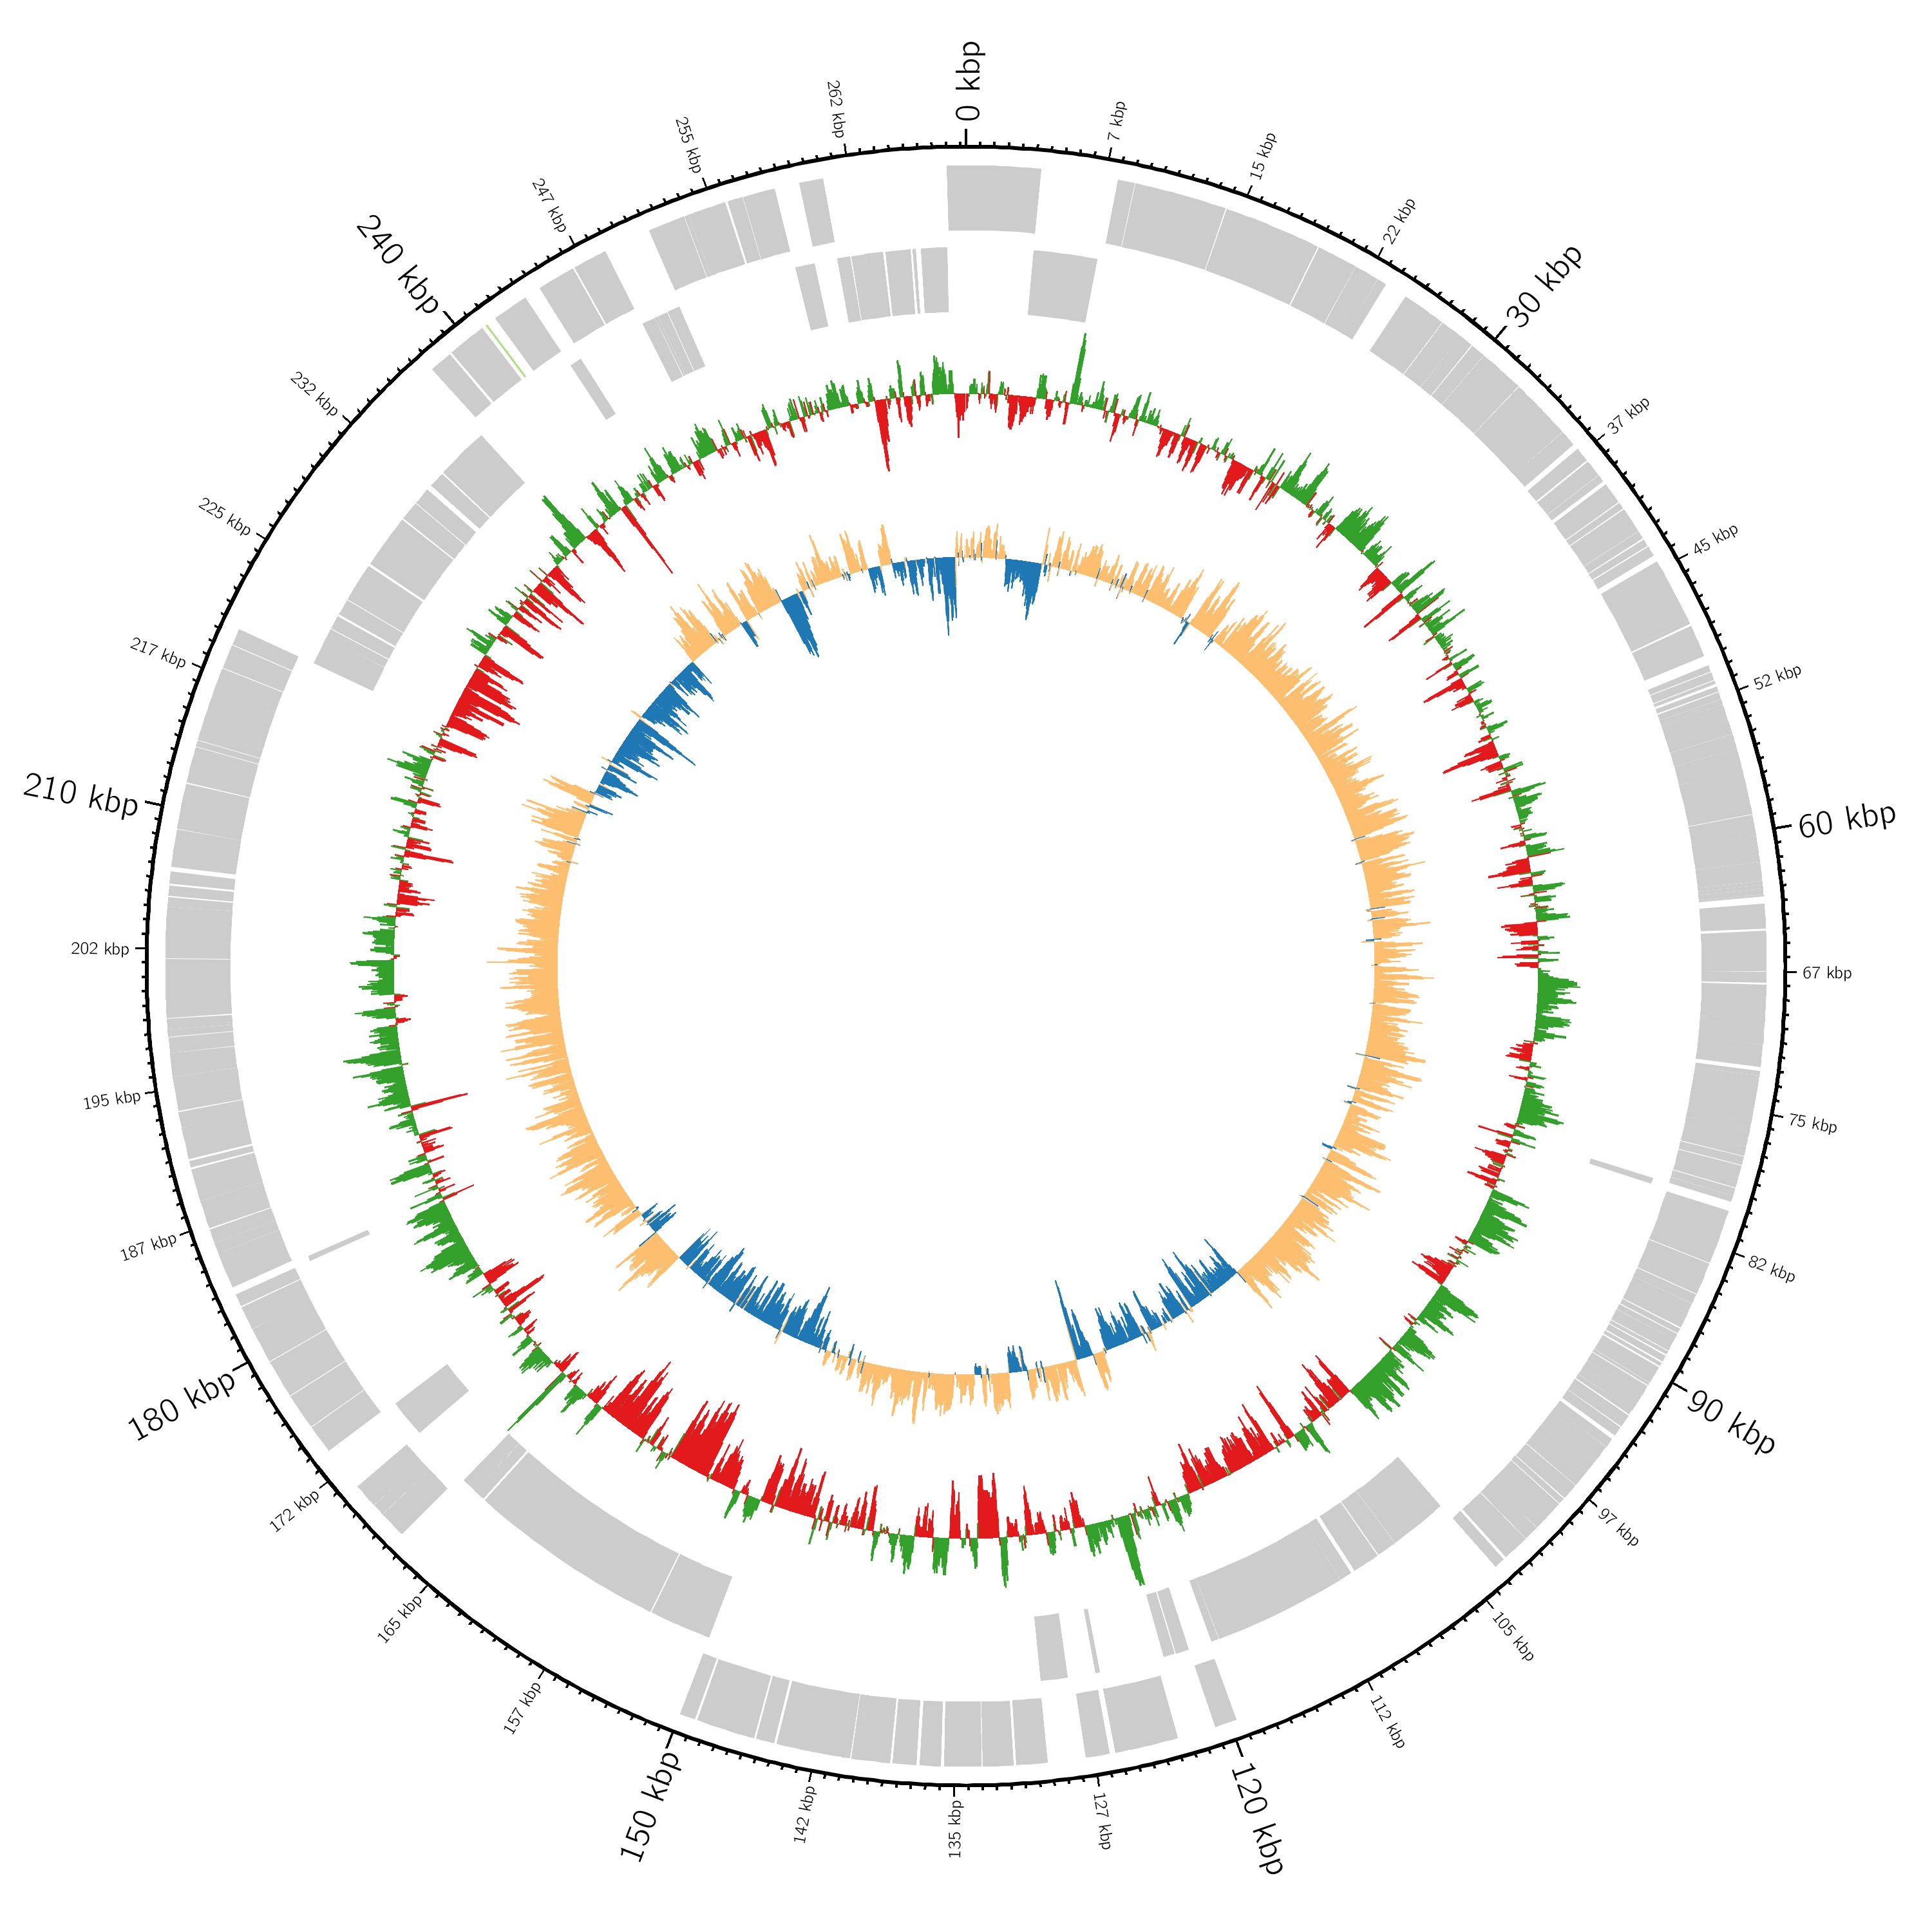 0 kbp
7 kbp
15 kbp
22 kbp
30 kbp
37 kbp
45 kbp
52 kbp
60 kbp
67 kbp
75 kbp
82 kbp
90 kbp
97 kbp
105 kbp
112 kbp
120 kbp
127 kbp
135 kbp
142 kbp
150 kbp
157 kbp
165 kbp
172 kbp
180 kbp
187 kbp
195 kbp
202 kbp
210 kbp
217 kbp
225 kbp
232 kbp
240 kbp
247 kbp
255 kbp
262 kbp